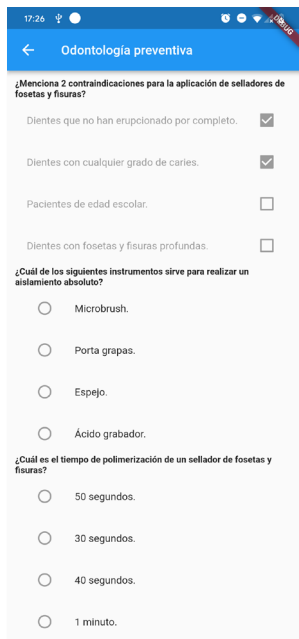 17:26
DEBUG
Odontología preventiva
¿Menciona 2 contraindicaciones para la aplicación de selladores de
fosetas y fisuras?
Dientes que no han erupcionado por completo.
Dientes con cualquier grado de caries.
Pacientes de edad escolar.
Dientes con fosetas y fisuras profundas.
¿Cuál de los siguientes instrumentos sirve para realizar un
aislamiento absoluto?
Microbrush.
Porta grapas.
Espejo.
Ácido grabador.
¿Cuál es el tiempo de polimerización de un sellador de fosetas y
fisuras?
50 segundos.
30 segundos.
40 segundos.
1 minuto.